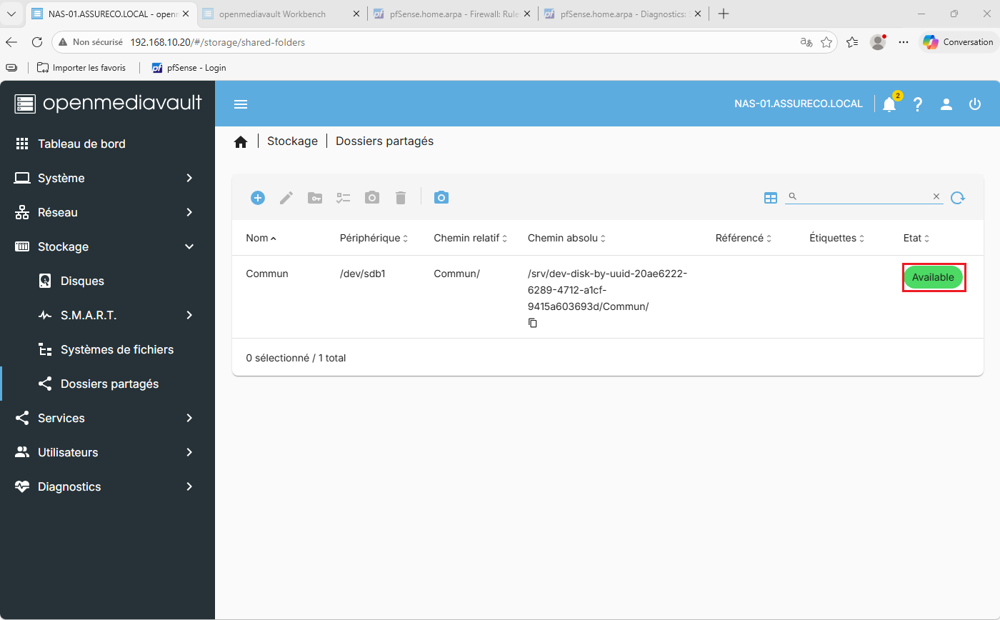 NAS-01.ASSURECO.LOCAL - openm
openmediavault Workbench
pfSense.home.arpa - Firewall: Rule
pfSense.home.arpa - Diagnostics: S
Non sécurisé 192.168.10.20/#/storage/shared-folders
Conversation
Importer les favoris
pfSense - Login
openmediavault
NAS-01.ASSURECO.LOCAL
2
Stockage
Dossiers partagés
Tableau de bord
Système
Réseau
Stockage
Disques
S.M.A.R.T.
Systèmes de fichiers
Dossiers partagés
Services
Utilisateurs
Diagnostics
Nom Périphérique Chemin relatif Chemin absolu Référencé Étiquettes Etat
Commun /dev/sdb1 Commun/ /srv/dev-disk-by-uuid-20ae6222-
6289-4712-a1cf-
9415a603693d/Commun/
Available
0 sélectionné / 1 total